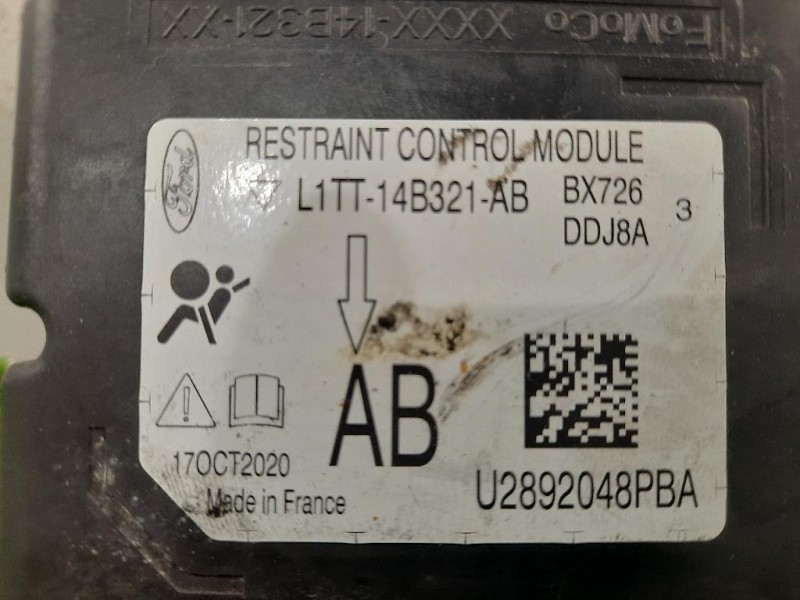 FoMoCo XXXX-14B321-XX
Ford
RESTRAINT CONTROL MODULE
L1TT-14B321-AB
BX726
DDJ8A
3
AB
17OCT2020
Made in France
U2892048PBA